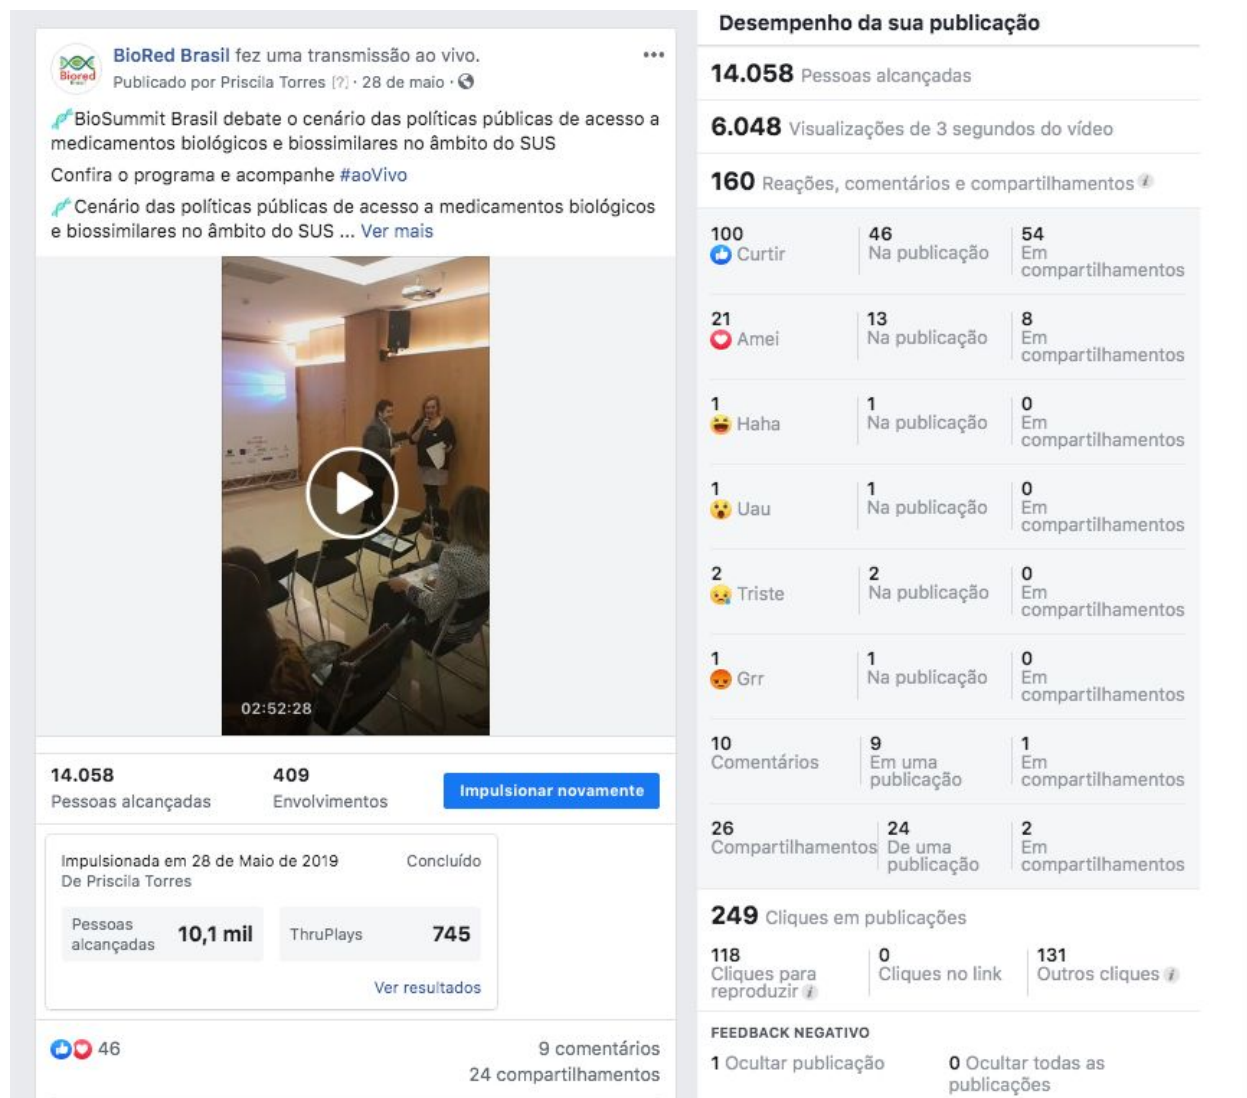 Biored
BioRed Brasil fez uma transmissão ao vivo.
Publicado por Priscila Torres [?] · 28 de maio ·
BioSummit Brasil debate o cenário das políticas públicas de acesso a
medicamentos biológicos e biossimilares no âmbito do SUS
Confira o programa e acompanhe #aoVivo
Cenário das políticas públicas de acesso a medicamentos biológicos
e biossimilares no âmbito do SUS ... Ver mais
02:52:28
14.058
Pessoas alcançadas
409
Envolvimentos
Impulsionar novamente
Impulsionada em 28 de Maio de 2019
Concluído
De Priscila Torres
Pessoas
alcançadas
10,1 mil
ThruPlays
745
Ver resultados
46
9 comentários
24 compartilhamentos
Desempenho da sua publicação
14.058 Pessoas alcançadas
6.048 Visualizações de 3 segundos do vídeo
160 Reações, comentários e compartilhamentos
100
Curtir
46
Na publicação
54
Em
compartilhamentos
21
Amei
13
Na publicação
8
Em
compartilhamentos
1
Haha
1
Na publicação
0
Em
compartilhamentos
1
Uau
1
Na publicação
0
Em
compartilhamentos
2
Triste
2
Na publicação
0
Em
compartilhamentos
1
Grr
1
Na publicação
0
Em
compartilhamentos
10
Comentários
9
Em uma
publicação
1
Em
compartilhamentos
26
Compartilhamentos
24
De uma
publicação
2
Em
compartilhamentos
249 Cliques em publicações
118
Cliques para
reproduzir
0
Cliques no link
131
Outros cliques
FEEDBACK NEGATIVO
1 Ocultar publicação
0 Ocultar todas as
publicações